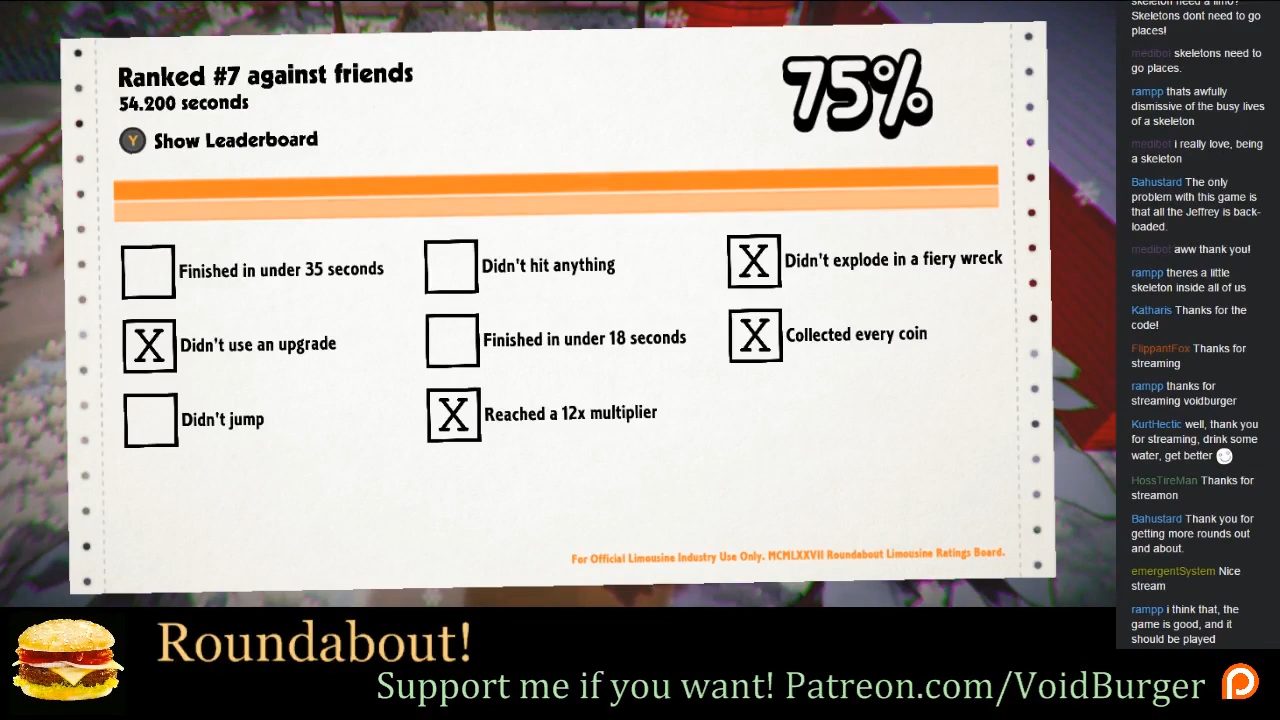 Ranked #7 against friends
54.200 seconds
Y Show Leaderboard
75%
Finished in under 35 seconds
Didn't hit anything
X Didn't explode in a fiery wreck
X Didn't use an upgrade
Finished in under 18 seconds
X Collected every coin
Didn't jump
X Reached a 12x multiplier
For Official Limousine Industry Use Only. MCMLXXVII Roundabout Limousine Ratings Board.
skeleton need a limo?
Skeletons dont need to go
places!
medibot skeletons need to
go places.
rampp thats awfully
dismissive of the busy lives
of a skeleton
medibot i really love, being
a skeleton
Bahustard The only
problem with this game is
that all the Jeffrey is back-
loaded.
medibot aww thank you!
rampp theres a little
skeleton inside all of us
Katharis Thanks for the
code!
FlippantFox Thanks for
streaming
rampp thanks for
streaming voidburger
KurtHectic well, thank you
for streaming, drink some
water, get better
HossTireMan Thanks for
streamon
Bahustard Thank you for
getting more rounds out
and about.
emergentSystem Nice
stream
rampp i think that, the
game is good, and it
should be played
Roundabout!
Support me if you want! Patreon.com/VoidBurger